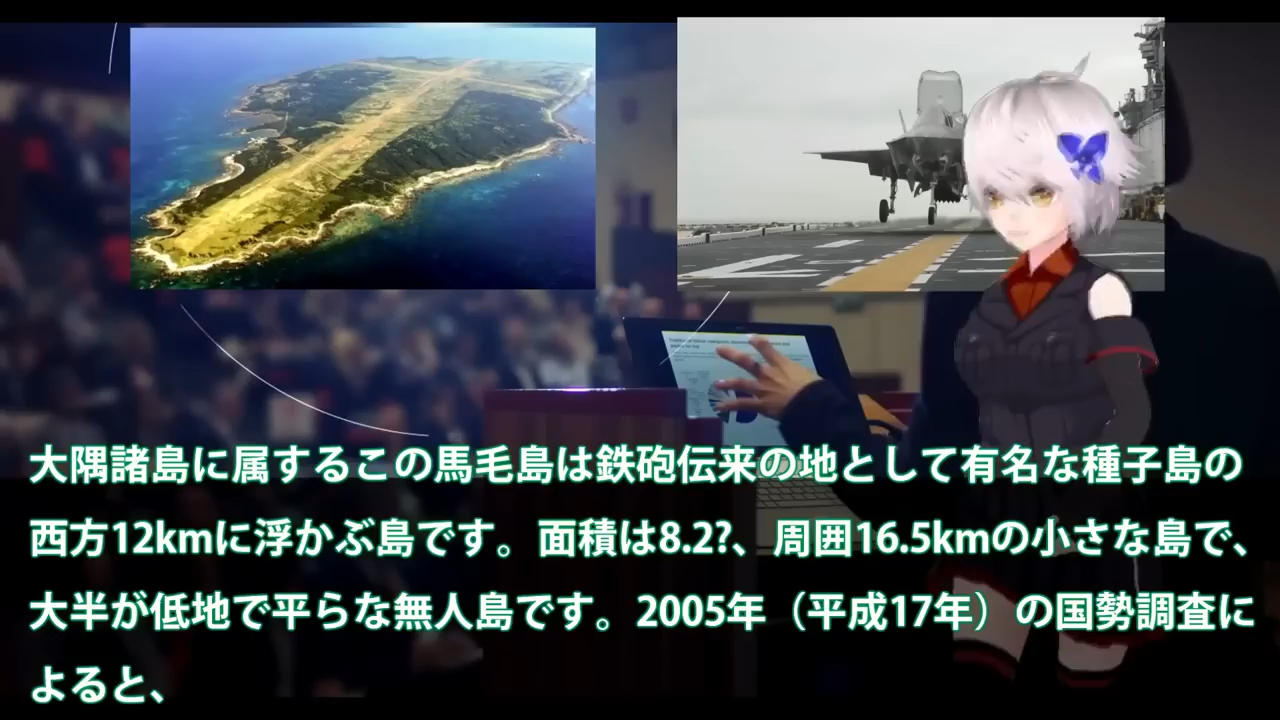 大隅諸島に属するこの馬毛島は鉄砲伝来の地として有名な種子島の
西方12kmに浮かぶ島です。面積は8.2?、周囲16.5kmの小さな島で、
大半が低地で平らな無人島です。2005年（平成17年）の国勢調査に
よると、